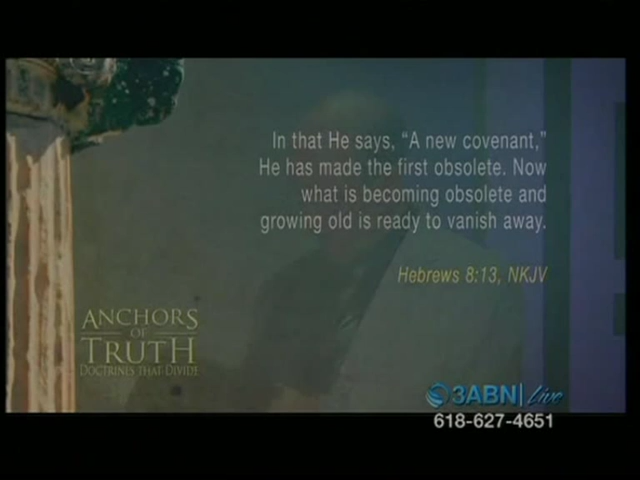 In that He says, “A new covenant,”
He has made the first obsolete. Now
what is becoming obsolete and
growing old is ready to vanish away.
Hebrews 8:13, NKJV
ANCHORS
OF
TRUTH
DOCTRINES THAT DIVIDE
3ABN Live
618-627-4651